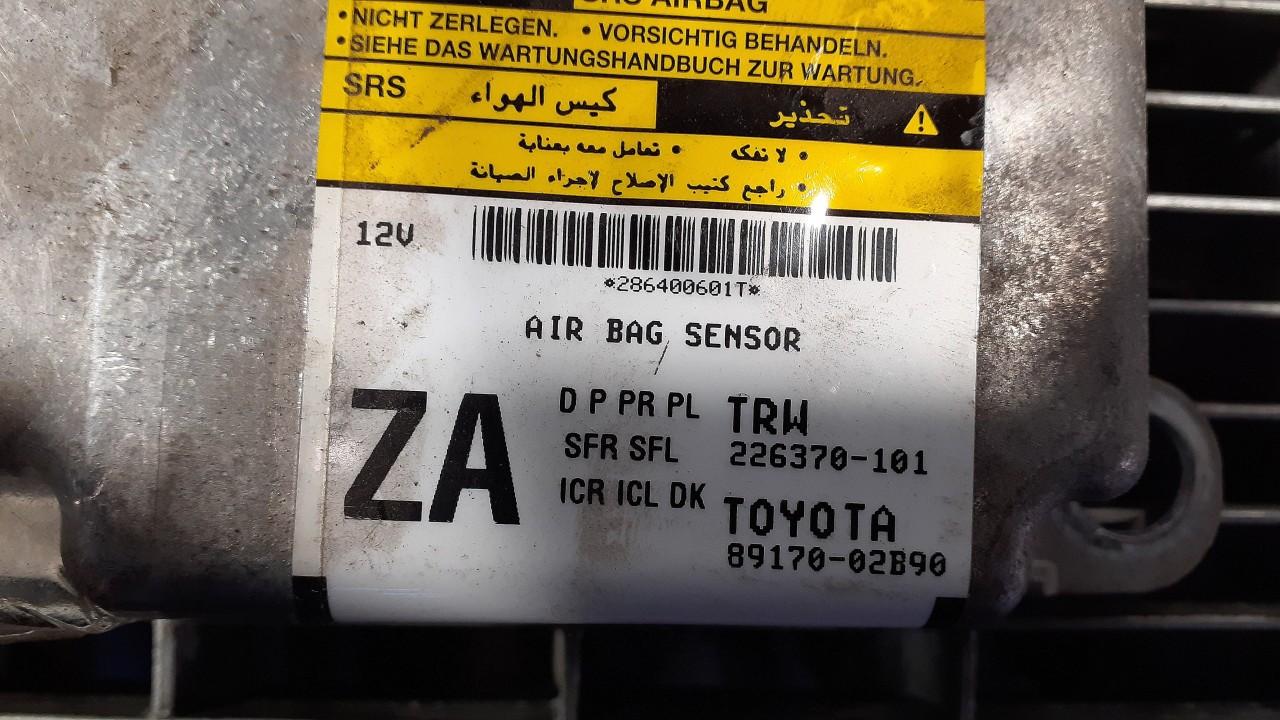 SRS AIRBAG
•NICHT ZERLEGEN. • VORSICHTIG BEHANDELN.
•SIEHE DAS WARTUNGSHANDBUCH ZUR WARTUNG.
SRS كيس الهواء تحذير
• لا تفكه • تعامل معه بعناية
• راجع كتيب الإصلاح لإجراء الصيانة
12V
*286400601T*
AIR BAG SENSOR
ZA
D P PR PL TRW
SFR SFL 226370-101
ICR ICL DK TOYOTA
89170-02B90